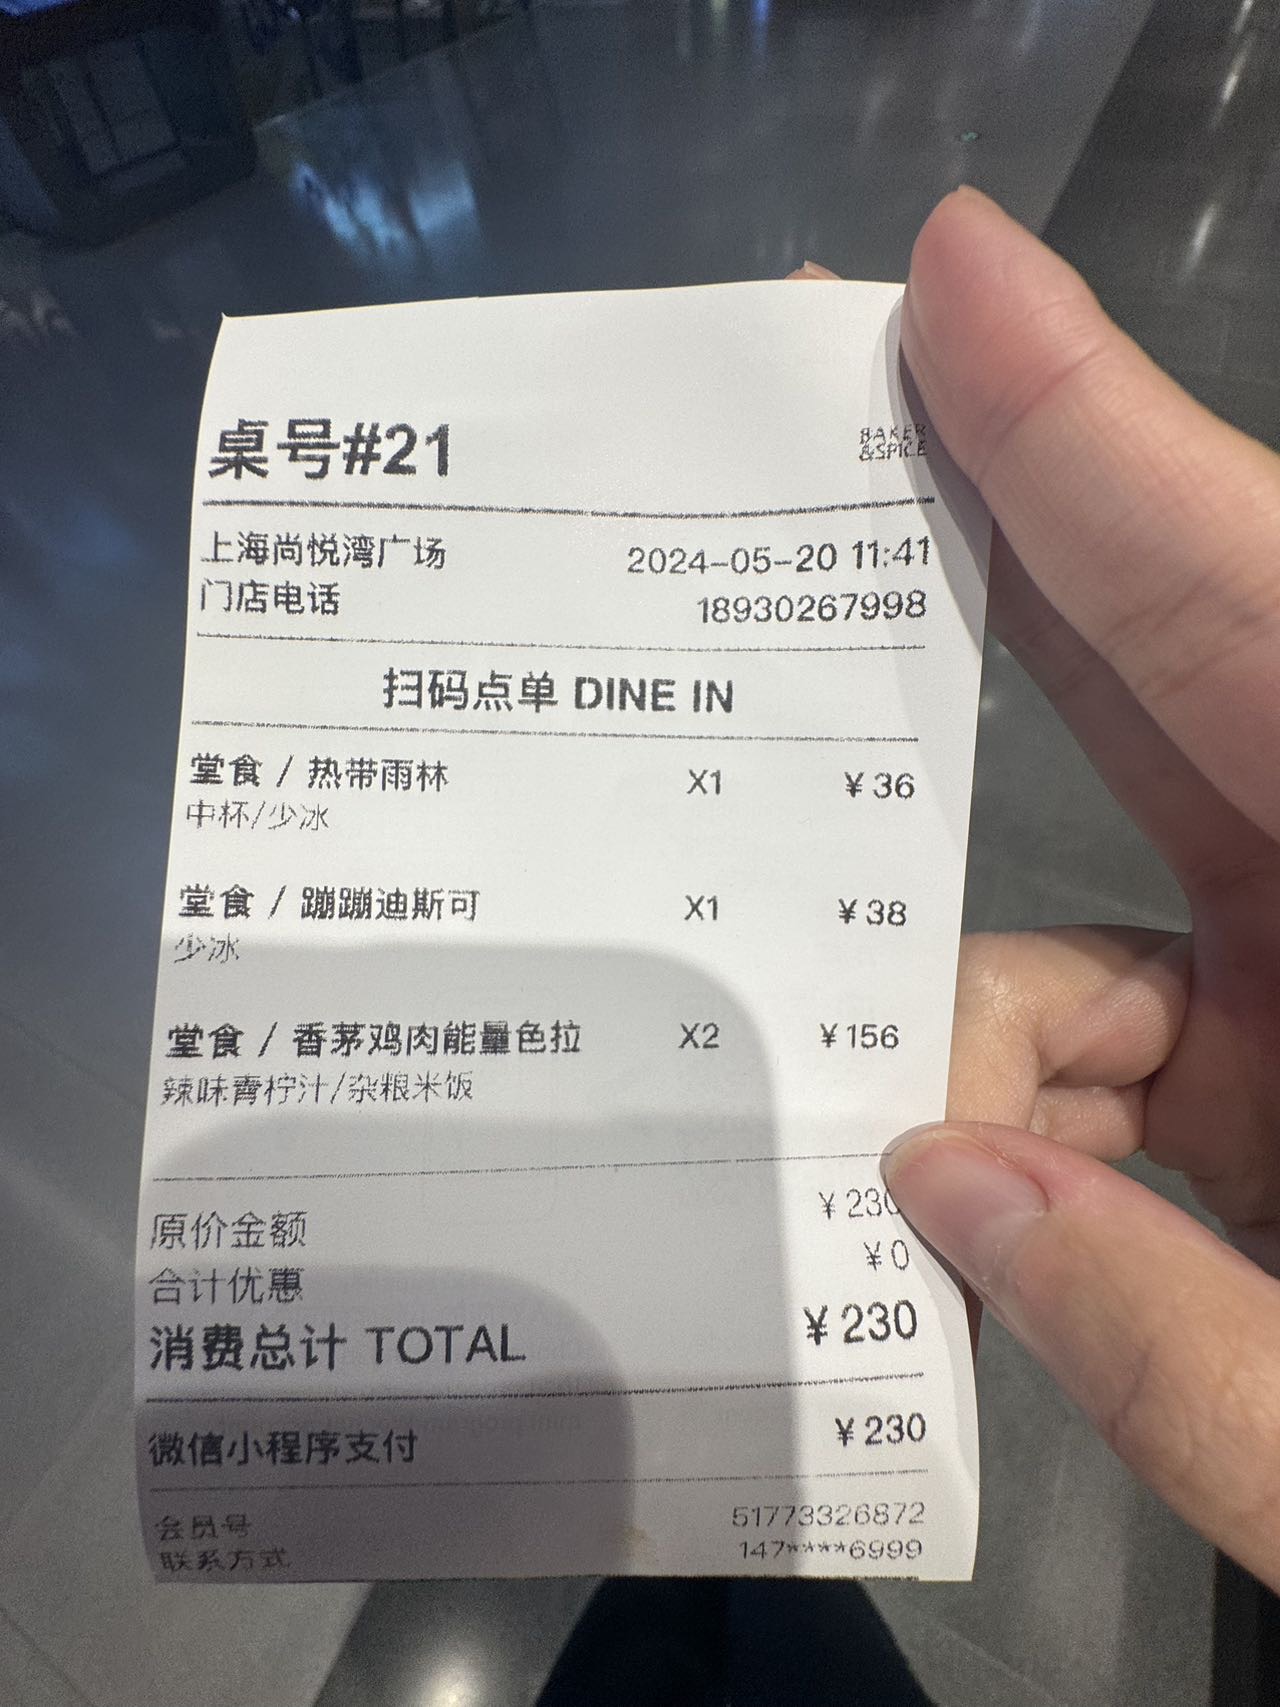 桌号#21
BAKER
&SPICE
上海尚悦湾广场 2024-05-20 11:41
门店电话 18930267998
扫码点单 DINE IN
堂食 / 热带雨林 X1 ¥36
中杯/少冰
堂食 / 蹦蹦迪斯可 X1 ¥38
少冰
堂食 / 香茅鸡肉能量色拉 X2 ¥156
辣味青柠汁/杂粮米饭
原价金额 ¥230
合计优惠 ¥0
消费总计 TOTAL ¥230
微信小程序支付 ¥230
会员号 51773326872
联系方式 147****6999